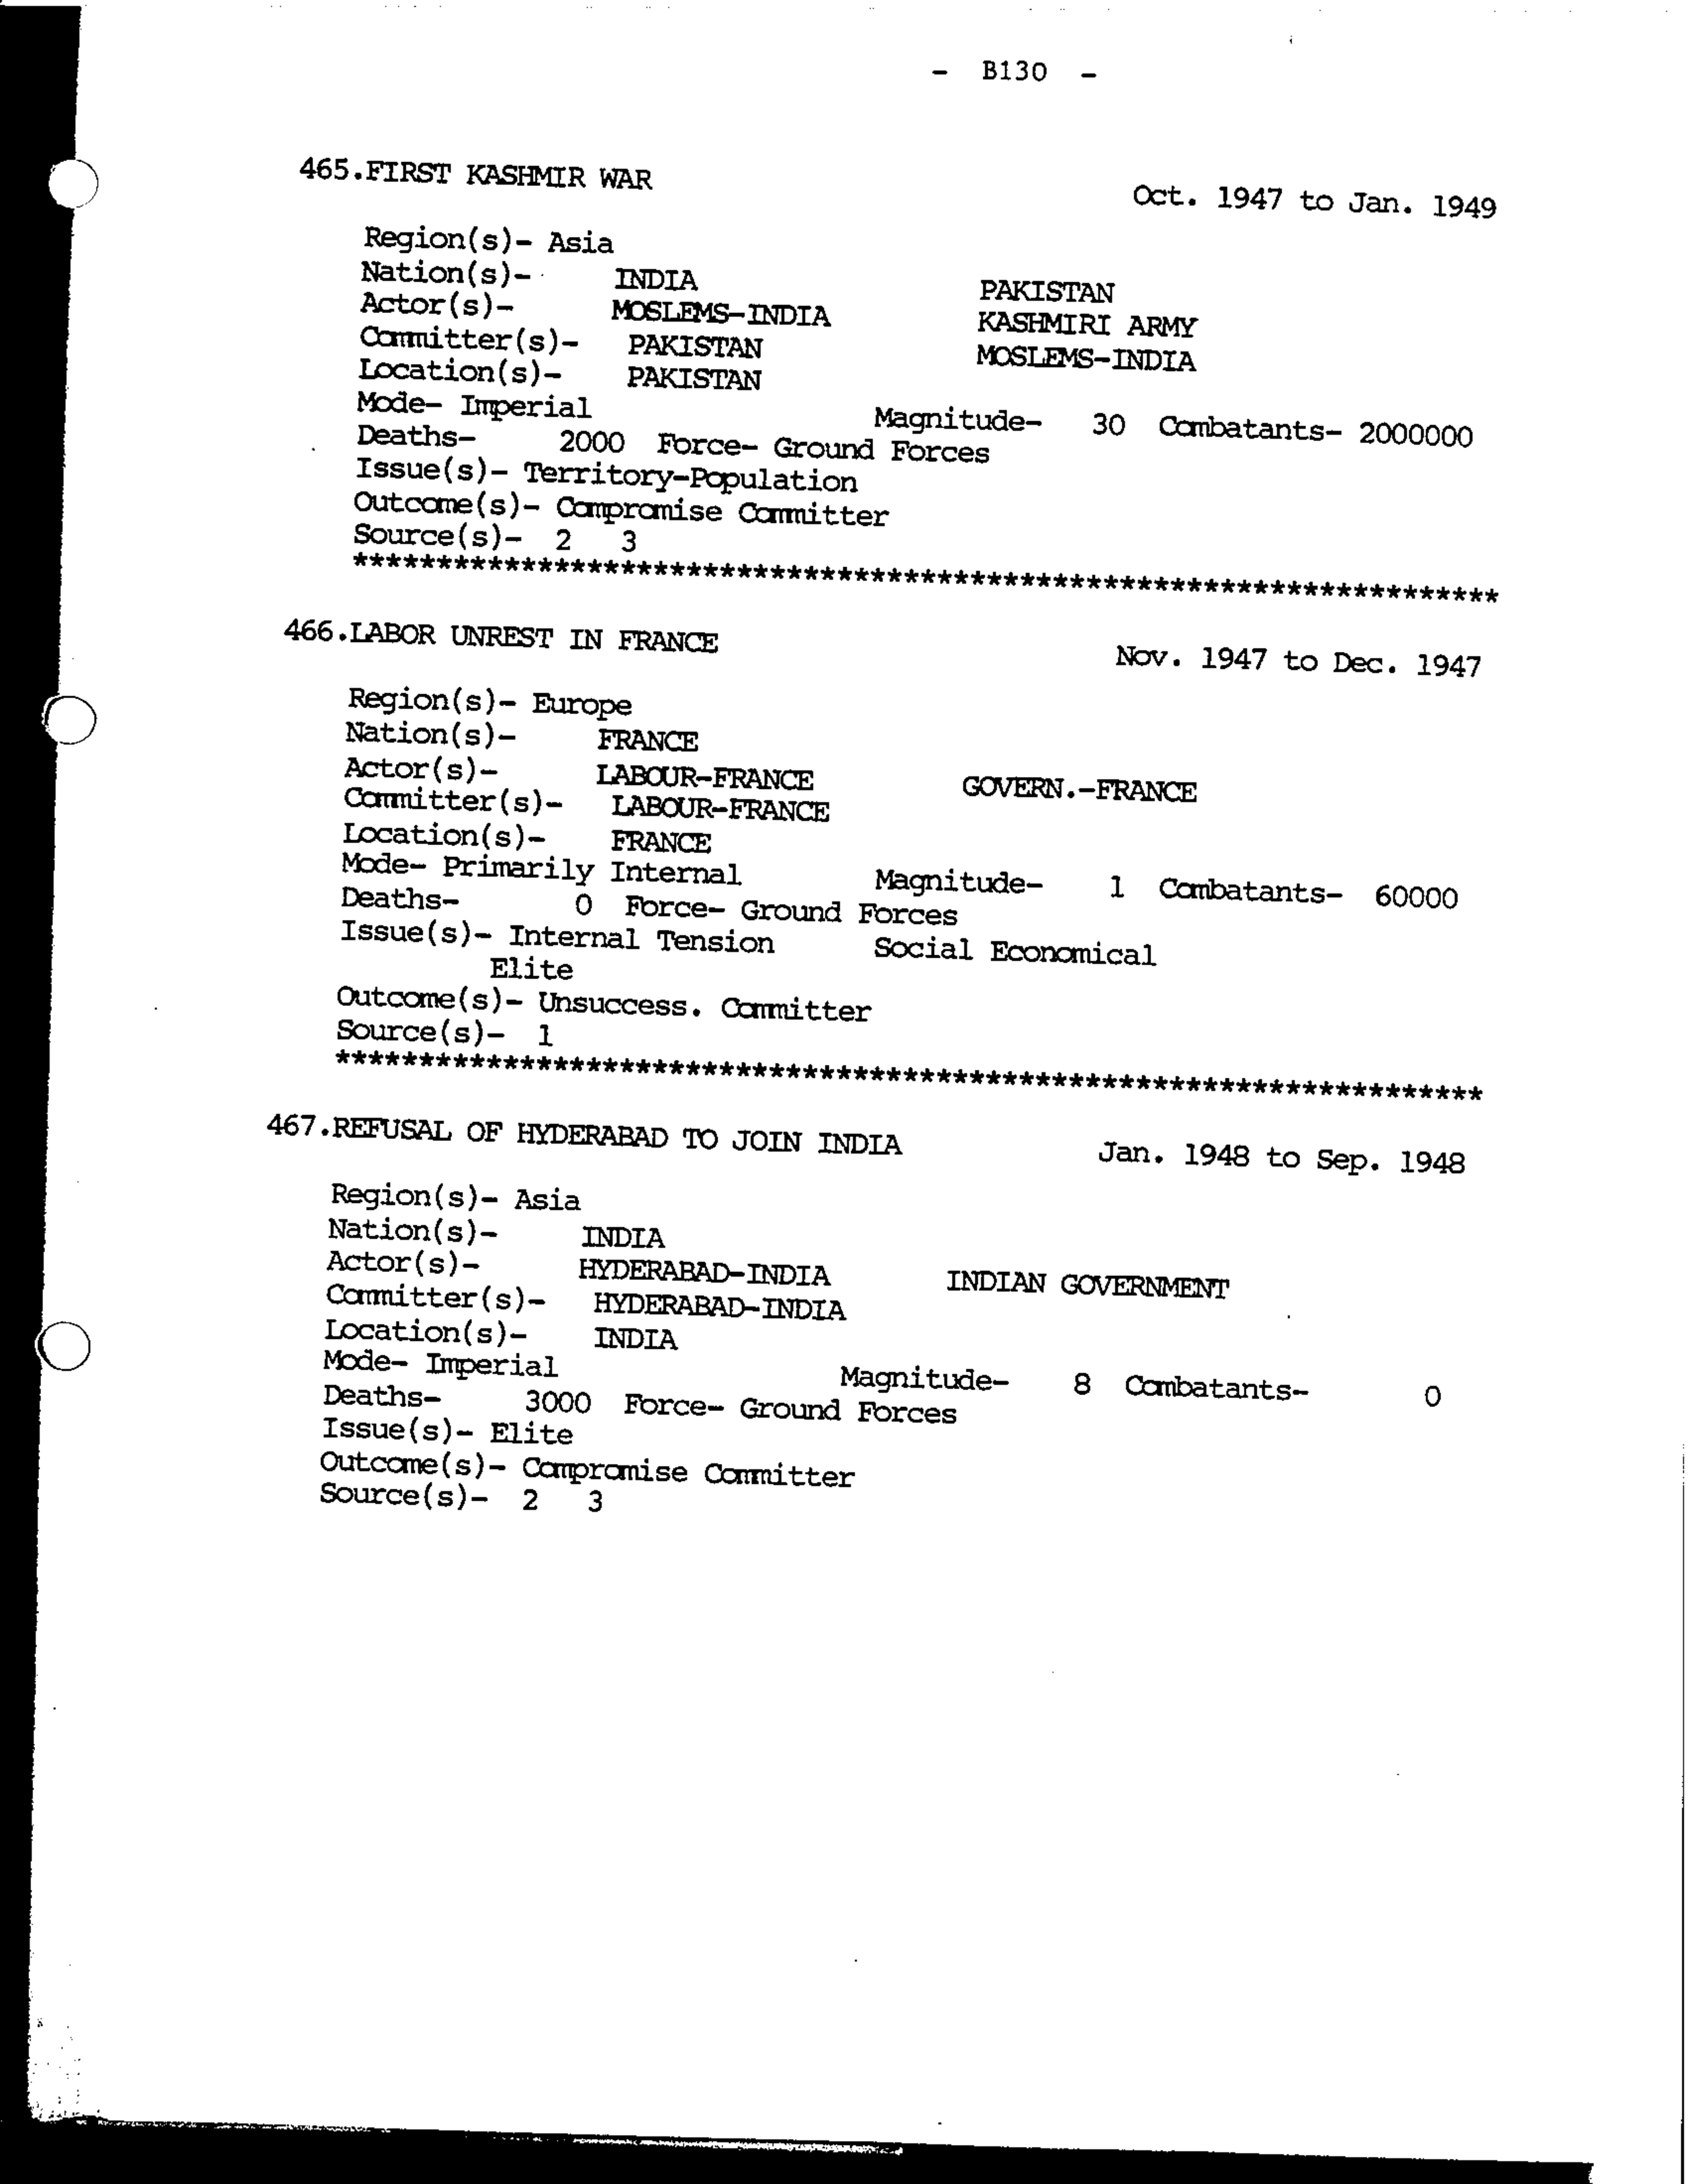 - B130 -
465.FIRST KASHMIR WAR Oct. 1947 to Jan. 1949
Region(s)- Asia
Nation(s)- INDIA PAKISTAN
Actor(s)- MOSLEMS-INDIA KASHMIRI ARMY
Committer(s)- PAKISTAN MOSLEMS-INDIA
Location(s)- PAKISTAN
Mode- Imperial Magnitude- 30 Combatants- 2000000
Deaths- 2000 Force- Ground Forces
Issue(s)- Territory-Population
Outcome(s)- Compromise Committer
Source(s)- 2 3
**********************************************************************
466.LABOR UNREST IN FRANCE Nov. 1947 to Dec. 1947
Region(s)- Europe
Nation(s)- FRANCE
Actor(s)- LABOUR-FRANCE GOVERN.-FRANCE
Committer(s)- LABOUR-FRANCE
Location(s)- FRANCE
Mode- Primarily Internal Magnitude- 1 Combatants- 60000
Deaths- 0 Force- Ground Forces
Issue(s)- Internal Tension Social Economical
Elite
Outcome(s)- Unsuccess. Committer
Source(s)- 1
**********************************************************************
467.REFUSAL OF HYDERABAD TO JOIN INDIA Jan. 1948 to Sep. 1948
Region(s)- Asia
Nation(s)- INDIA
Actor(s)- HYDERABAD-INDIA INDIAN GOVERNMENT
Committer(s)- HYDERABAD-INDIA
Location(s)- INDIA
Mode- Imperial Magnitude- 8 Combatants- 0
Deaths- 3000 Force- Ground Forces
Issue(s)- Elite
Outcome(s)- Compromise Committer
Source(s)- 2 3